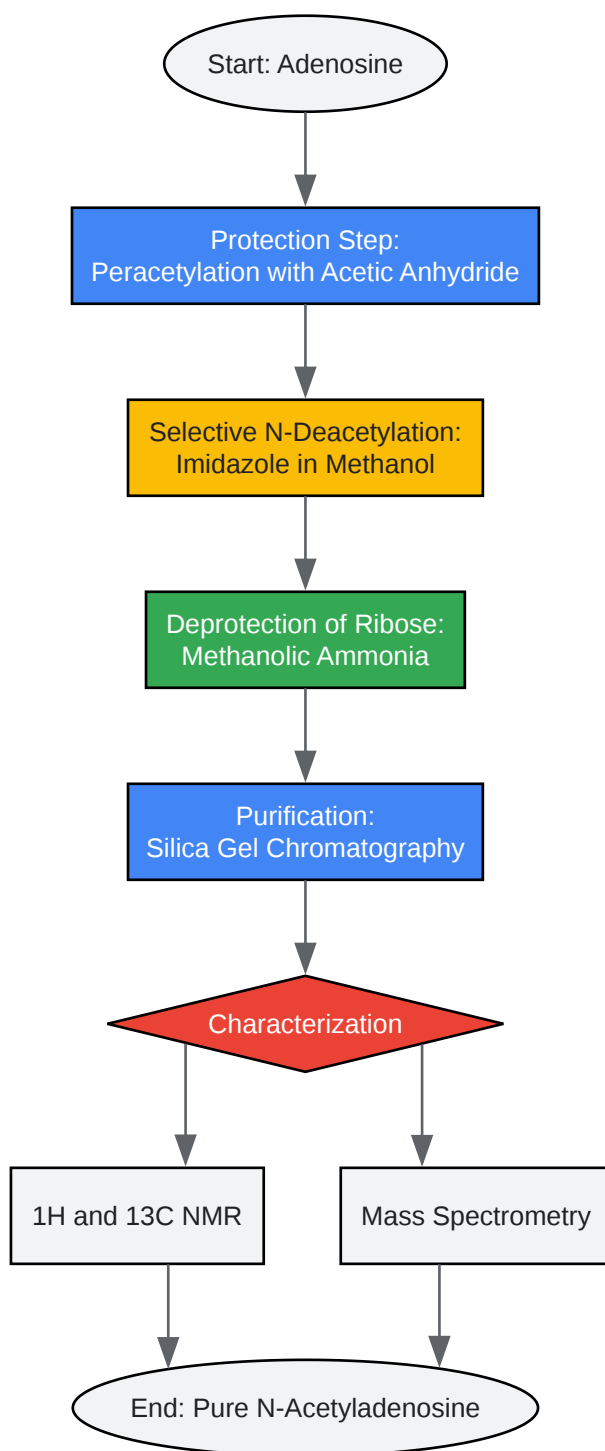 Start: Adenosine
Protection Step:
Peracetylation with Acetic Anhydride
Selective N-Deacetylation:
Imidazole in Methanol
Deprotection of Ribose:
Methanolic Ammonia
Purification:
Silica Gel Chromatography
Characterization
1H and 13C NMR
Mass Spectrometry
End: Pure N-Acetyladenosine